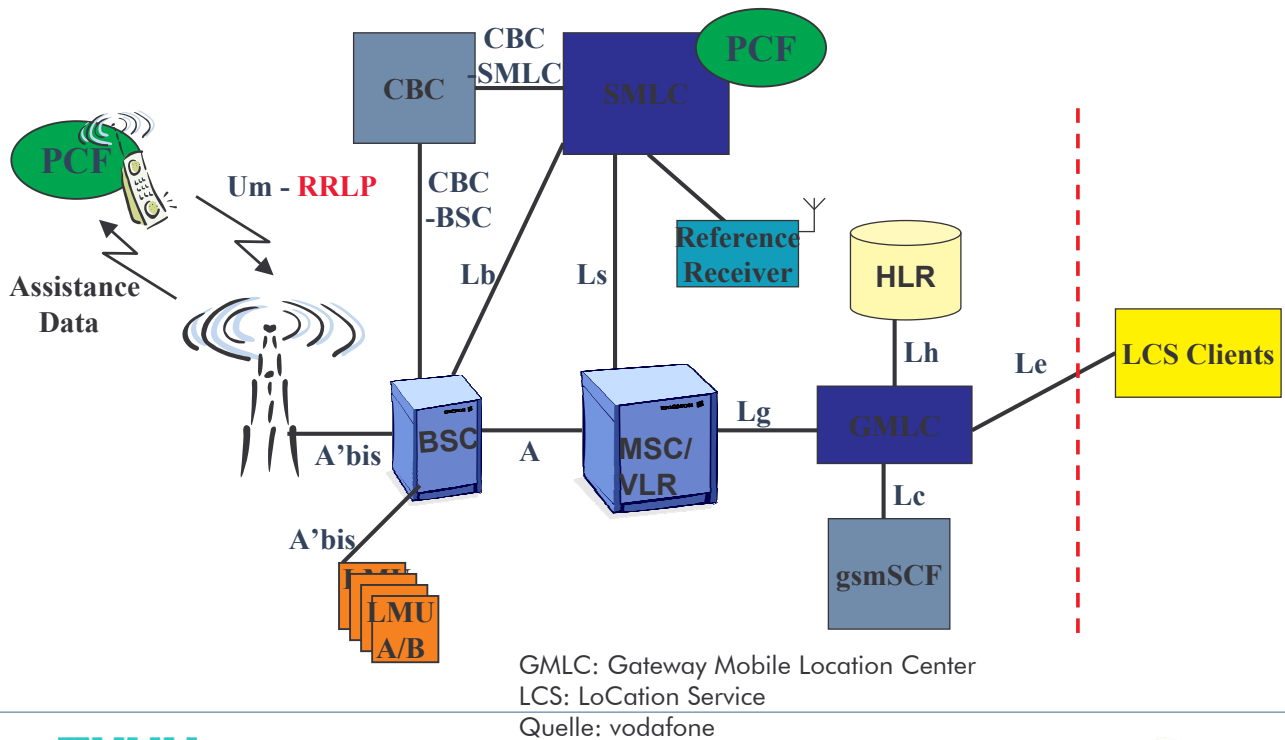 CBC
-SMLC
PCF
CBC
SMLC
PCF
Um - RRLP
CBC
-BSC
Assistance
Data
Lb
Ls
Reference
Receiver
HLR
Lh
Le
LCS Clients
A'bis
BSC
A
MSC/
VLR
Lg
GMLC
Lc
A'bis
gsmSCF
LMU
LMU
A/B
GMLC: Gateway Mobile Location Center
LCS: LoCation Service
Quelle: vodafone